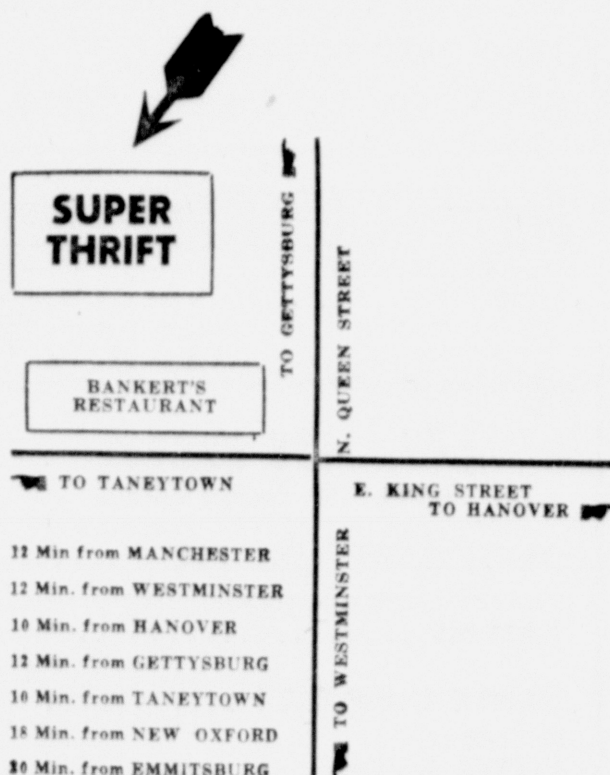 SUPER
THRIFT
TO GETTYSBURG
N. QUEEN STREET
BANKERT'S
RESTAURANT
TO TANEYTOWN
E. KING STREET
TO HANOVER
TO WESTMINSTER
12 Min from MANCHESTER
12 Min. from WESTMINSTER
10 Min. from HANOVER
12 Min. from GETTYSBURG
10 Min. from TANEYTOWN
18 Min. from NEW OXFORD
20 Min. from EMMITSBURG